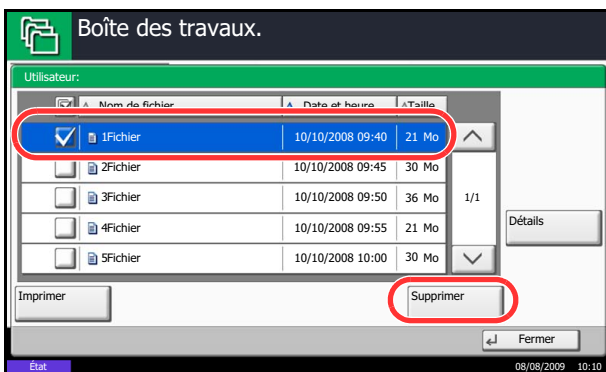 Boîte des travaux.
Utilisateur:
Nom de fichier Date et heure Taille
1Fichier 10/10/2008 09:40 21 Mo
2Fichier 10/10/2008 09:45 30 Mo
3Fichier 10/10/2008 09:50 36 Mo 1/1
4Fichier 10/10/2008 09:55 21 Mo Détails
5Fichier 10/10/2008 10:00 30 Mo
Imprimer Supprimer
Fermer
État 08/08/2009 10:10